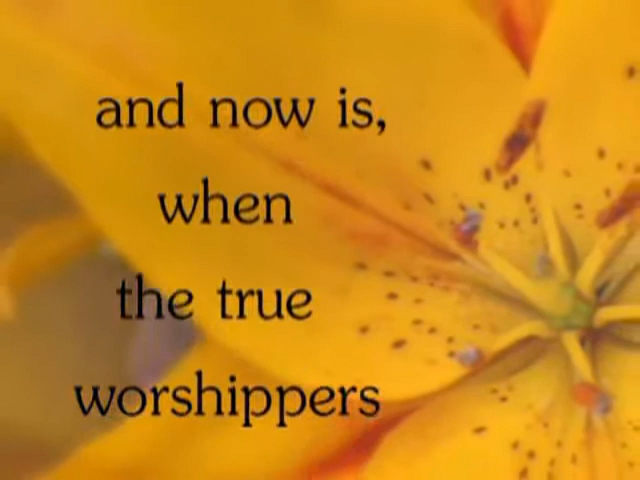 and now is,
when
the true
worshippers